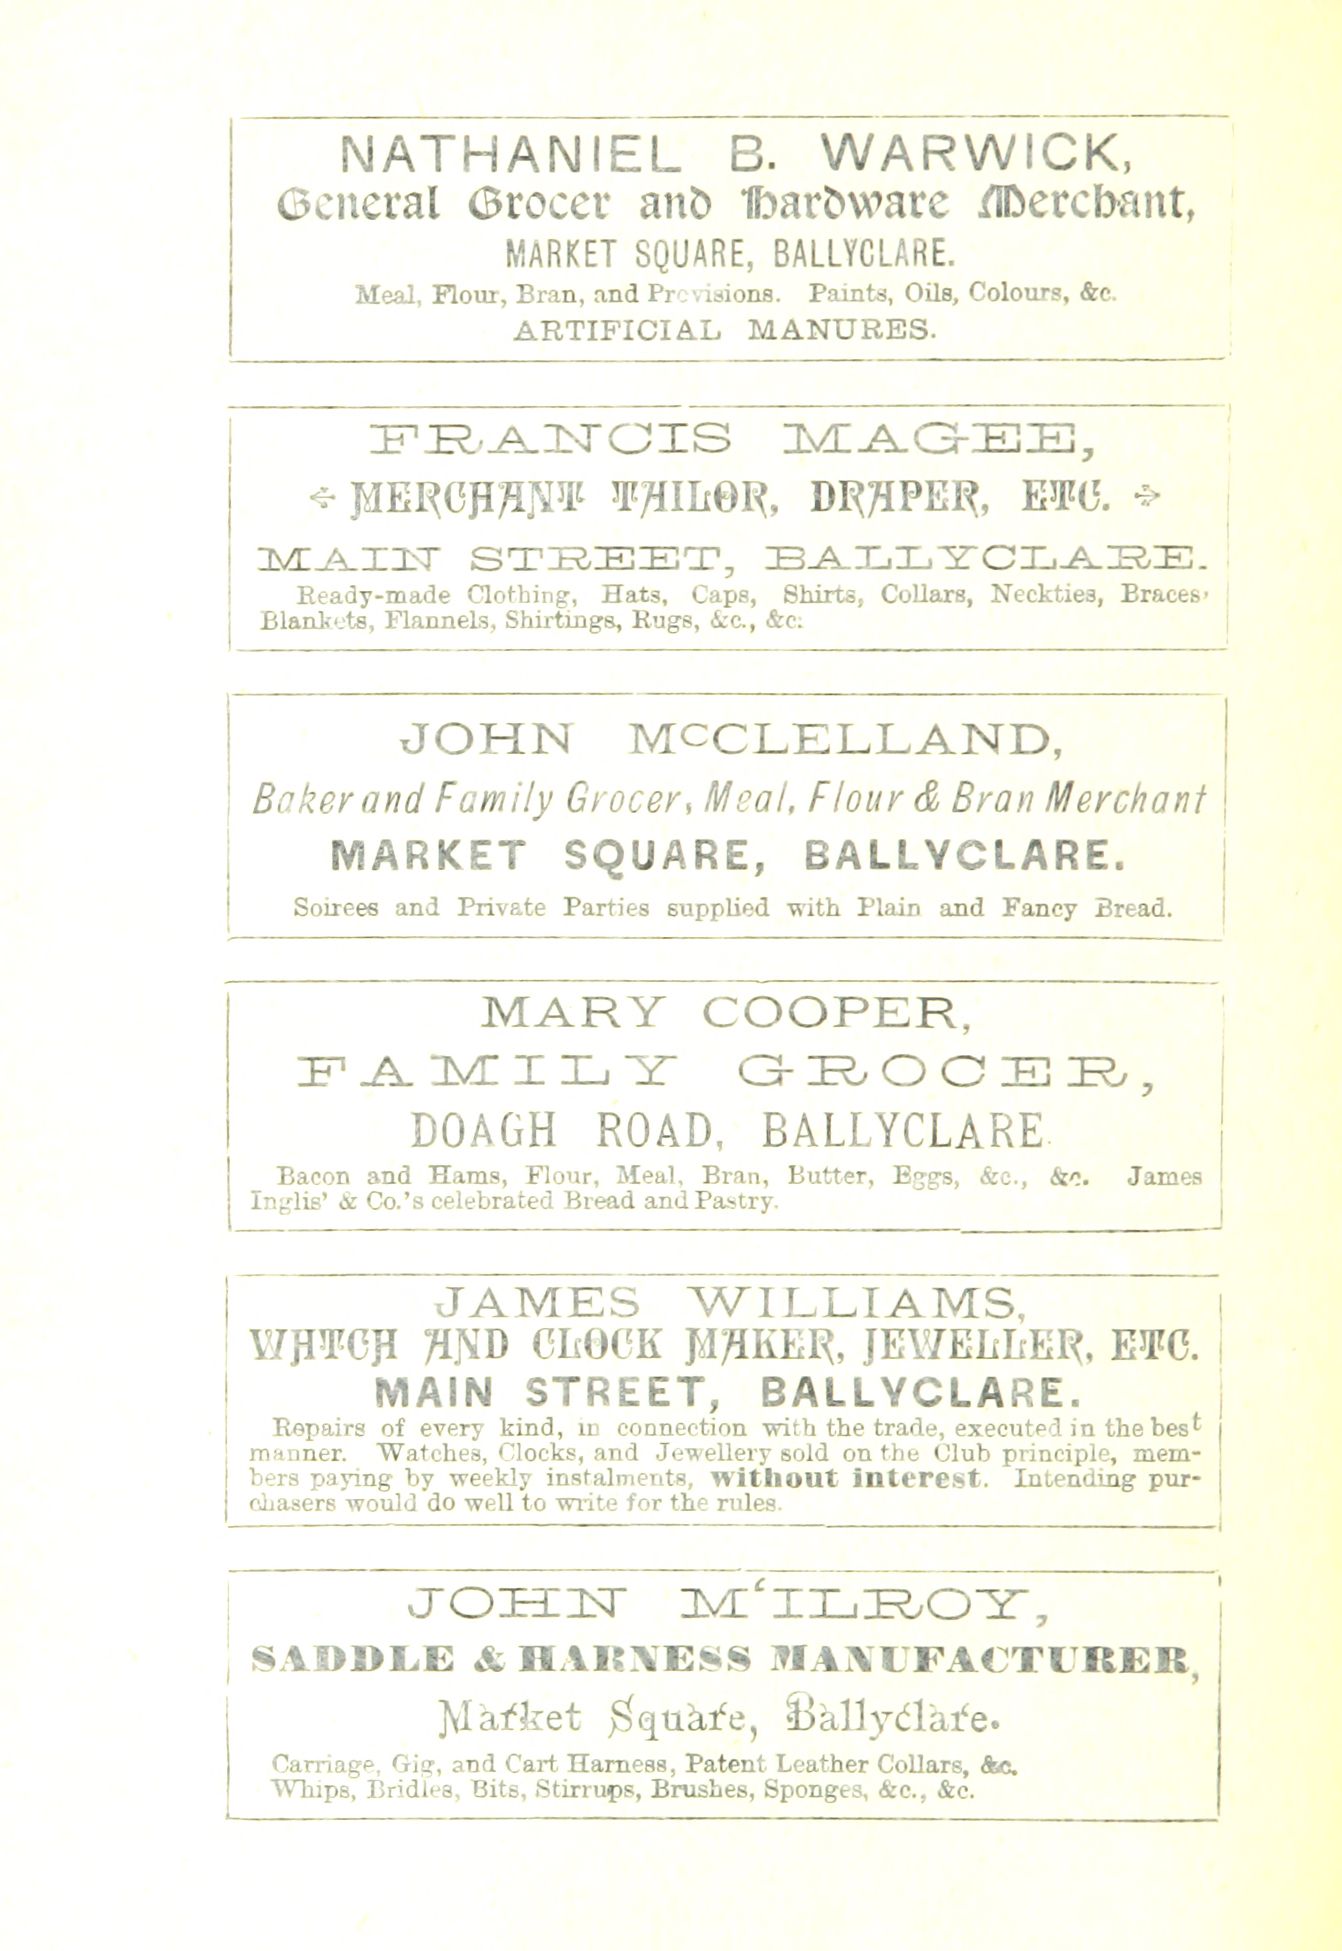 NATHANIEL B. WARWICK,
General Grocer and Hardware Merchant,
MARKET SQUARE, BALLYCLARE.
Meal, Flour, Bran, and Provisions. Paints, Oils, Colours, &c.
ARTIFICIAL MANURES.
FRANCIS MAGEE,
MERCHANT TAILOR, DRAPER, ETC.
MAIN STREET, BALLYCLARE.
Ready-made Clothing, Hats, Caps, Shirts, Collars, Neckties, Braces,
Blankets, Flannels, Shirtings, Rugs, &c., &c.
JOHN McCLELLAND,
Baker and Family Grocer, Meal, Flour & Bran Merchant
MARKET SQUARE, BALLYCLARE.
Soirees and Private Parties supplied with Plain and Fancy Bread.
MARY COOPER,
FAMILY GROCER,
DOAGH ROAD, BALLYCLARE.
Bacon and Hams, Flour, Meal, Bran, Butter, Eggs, &c., &c. James
Inglis' & Co.'s celebrated Bread and Pastry.
JAMES WILLIAMS,
WATCH AND CLOCK MAKER, JEWELLER, ETC.
MAIN STREET, BALLYCLARE.
Repairs of every kind, in connection with the trade, executed in the best
manner. Watches, Clocks, and Jewellery sold on the Club principle, mem-
bers paying by weekly instalments, without interest. Intending pur-
chasers would do well to write for the rules.
JOHN M‘ILROY,
SADDLE & HARNESS MANUFACTURER,
Market Square, Ballyclare.
Carriage, Gig, and Cart Harness, Patent Leather Collars, &c.
Whips, Bridles, Bits, Stirrups, Brushes, Sponges, &c., &c.